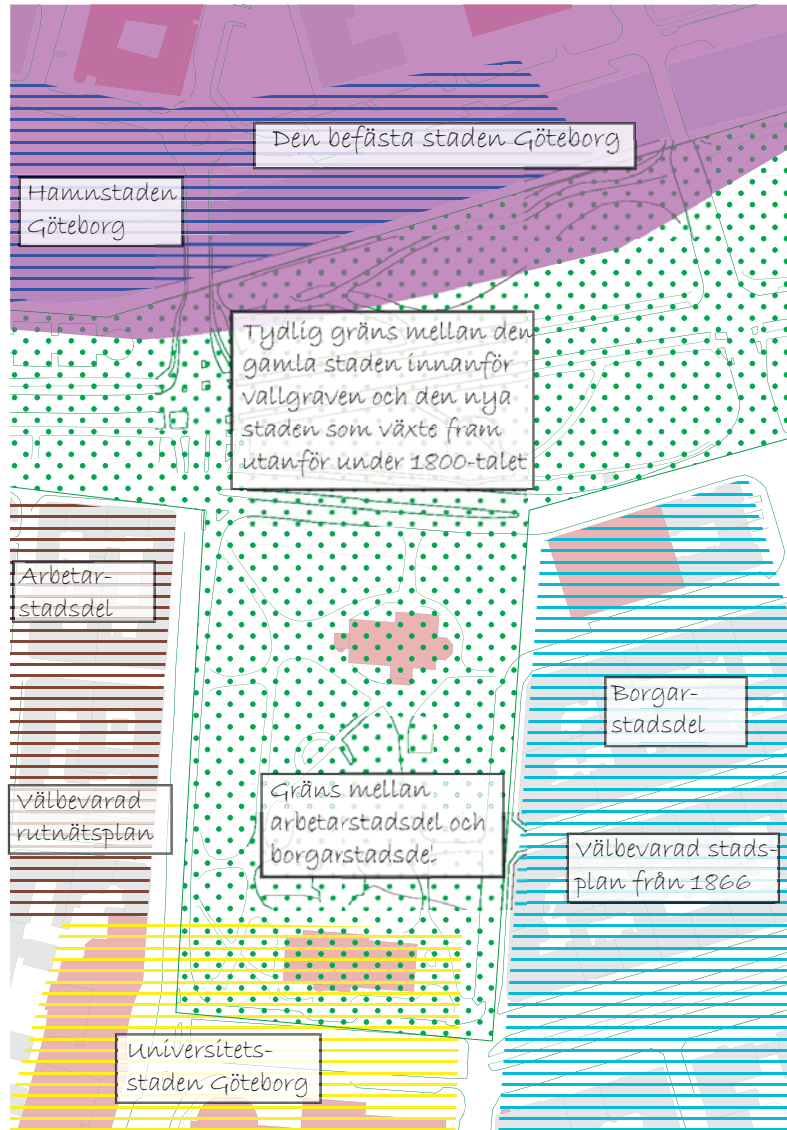 Den befästa staden Göteborg
Hamnstaden
Göteborg
Tydlig gräns mellan den
gamla staden innanför
vallgraven och den nya
staden som växte fram
utanför under 1800-talet
Arbetar-
stadsdel
Borgar-
stadsdel
Välbevarad
rutnätsplan
Gräns mellan
arbetarstadsdel och
borgarstadsdel
Välbevarad stads-
plan från 1866
Universitets-
staden Göteborg